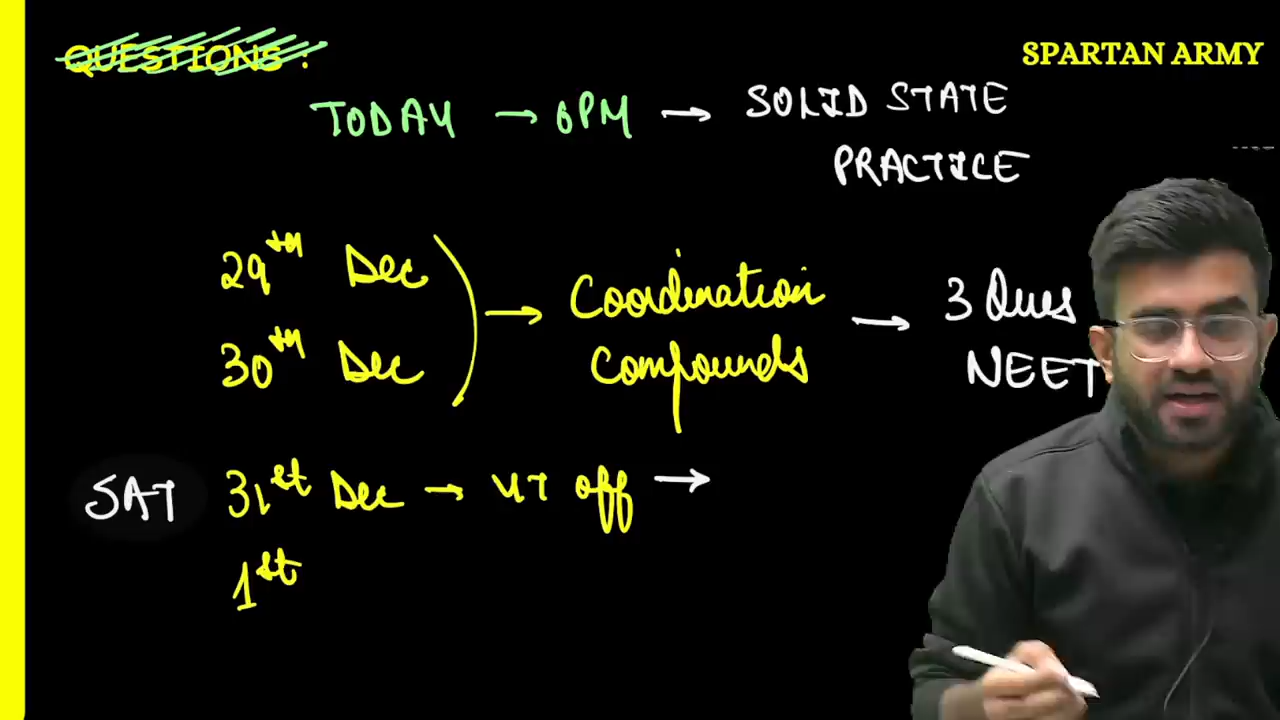 QUESTIONS :
SPARTAN ARMY
TODAY → 6PM → SOLID STATE
PRACTICE
29th Dec
30th Dec
→ Coordination
Compounds
→ 3 Ques
NEET
SAT 31st Dec → YT off →
1st